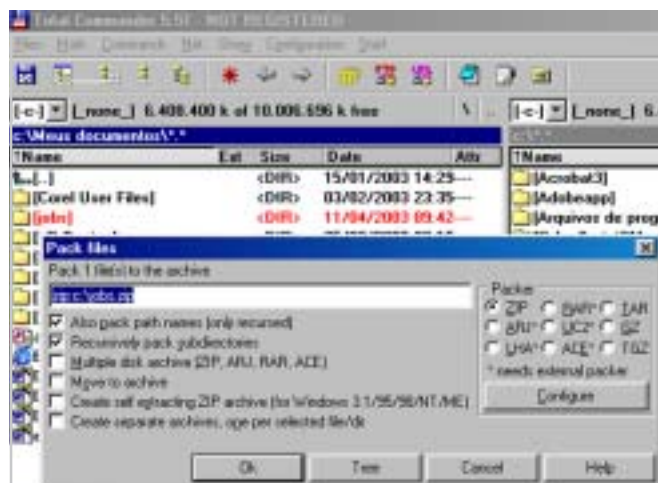 Total Commander 5.51 - NOT REGISTERED
Commands
Show Configuration Start
[-c-] [_none_] 6.408.400 k of 10.006.596 k free \ ..
[-c-] [_none_] 6.
c:\Meus documentos\*.*
c:\*.*
↑Name Ext Size Date Attr
↑Name
[..] <DIR> 15/01/2003 14:29 ----
[Acrobat3]
[Corel User Files] <DIR> 03/02/2003 23:35 ----
[Adobeapp]
[jobs] <DIR> 11/04/2003 09:42 ----
[Arquivos de prog
Pack files
Pack 1 file(s) to the archive
zip:c:\jobs.zip
Also pack path names (only recursed)
Recursively pack subdirectories
Multiple disk archive (ZIP, ARJ, RAR, ACE)
Move to archive
Create self extracting ZIP archive (for Windows 3.1/95/98/NT/ME)
Create separate archives, one per selected file/dir
Packer
ZIP RAR* TAR
ARJ* UC2* GZ
LHA* ACE* TGZ
* needs external packer
Configure
Ok Tree Cancel Help